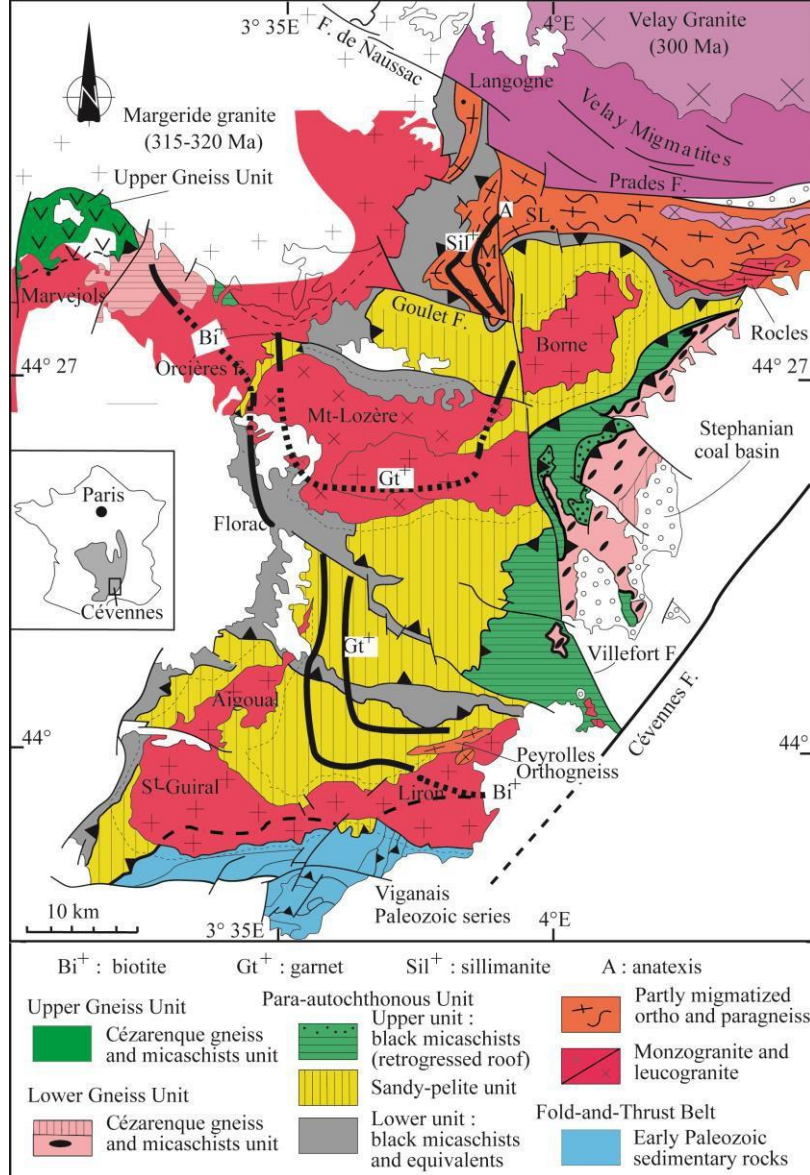 3° 35E
4°E
F. de Naussac
Velay Granite
(300 Ma)
Langogne
N
Margeride granite
(315-320 Ma)
Velay Migmatites
Upper Gneiss Unit
Prades F.
A
SL
Sil+
M
Marvejols
Goulet F.
Rocles
Bi+
Borne
44° 27
Orcières F.
44° 27
Mt-Lozère
Stephanian
coal basin
Paris
Gt+
Florac
Cévennes
Gt+
Villefort F.
Aigoual
Cévennes F.
44°
44°
Peyrolles
Orthogneiss
St-Guiral
Liron
Bi+
Viganais
Paleozoic series
10 km
3° 35E
4°E
Bi+ : biotite Gt+ : garnet Sil+ : sillimanite A : anatexis
Upper Gneiss Unit
Cézarenque gneiss
and micaschists unit
Lower Gneiss Unit
Cézarenque gneiss
and micaschists unit
Para-autochthonous Unit
Upper unit :
black micaschists
(retrogressed roof)
Sandy-pelite unit
Lower unit :
black micaschists
and equivalents
Partly migmatized
ortho and paragneiss
Monzogranite and
leucogranite
Fold-and-Thrust Belt
Early Paleozoic
sedimentary rocks